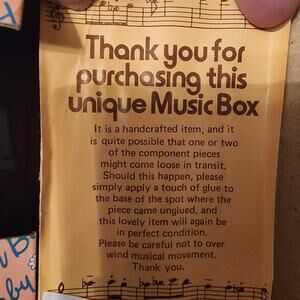 Thank you for
purchasing this
unique Music Box
It is a handcrafted item, and it
is quite possible that one or two
of the component pieces
might come loose in transit.
Should this happen, please
simply apply a touch of glue to
the base of the spot where the
piece came unglued, and
this lovely item will again be
in perfect condition.
Please be careful not to over
wind musical movement.
Thank you.